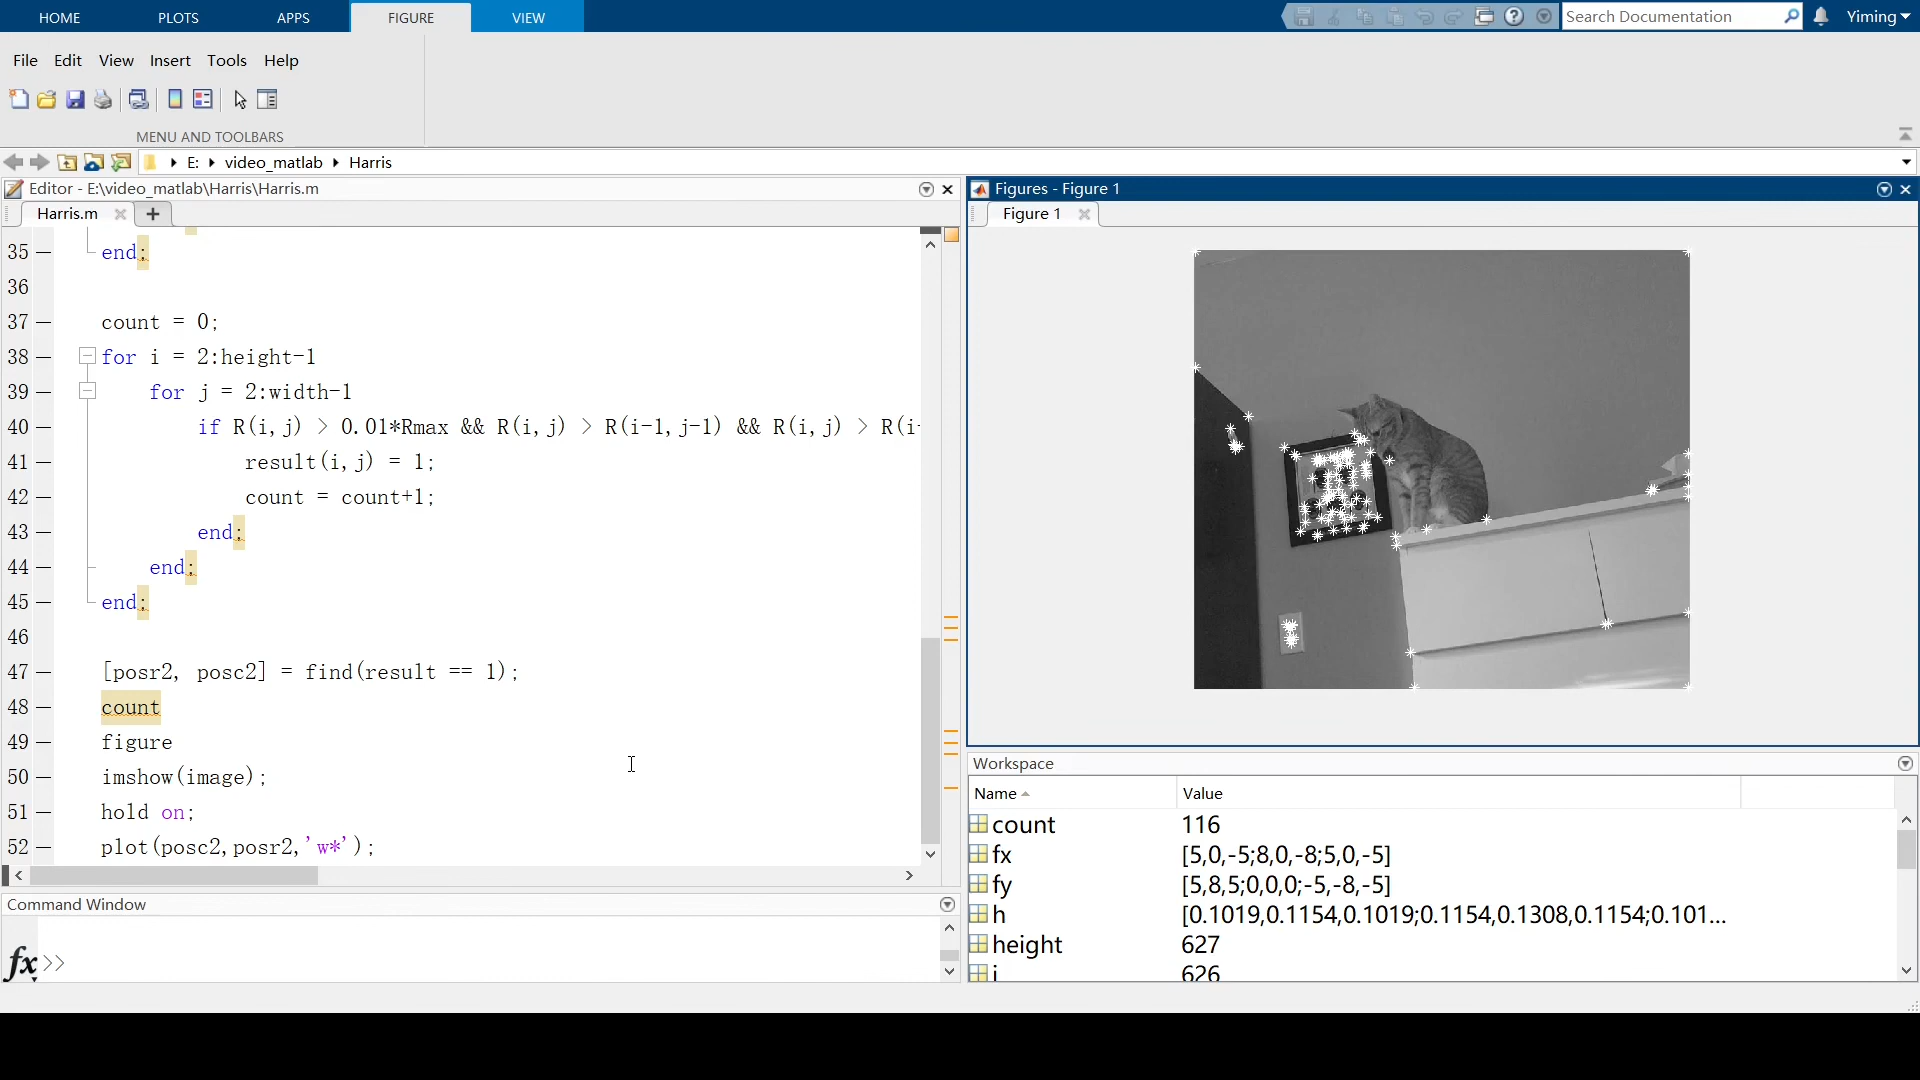 HOME PLOTS APPS FIGURE VIEW Search Documentation Yiming
File Edit View Insert Tools Help
MENU AND TOOLBARS
E: video_matlab Harris
Editor - E:\video_matlab\Harris\Harris.m
Harris.m
35 end;
36
37 count = 0;
38 for i = 2:height-1
39 for j = 2:width-1
40 if R(i,j) > 0.01*Rmax && R(i,j) > R(i-1,j-1) && R(i,j) > R(i-
41 result(i,j) = 1;
42 count = count+1;
43 end;
44 end;
45 end;
46
47 [posr2, posc2] = find(result == 1);
48 count
49 figure
50 imshow(image);
51 hold on;
52 plot(posc2,posr2,'w*');
Command Window
fx >>
Figures - Figure 1
Figure 1
Workspace
Name Value
count 116
fx [5,0,-5;8,0,-8;5,0,-5]
fy [5,8,5;0,0,0;-5,-8,-5]
h [0.1019,0.1154,0.1019;0.1154,0.1308,0.1154;0.101...
height 627
i 626